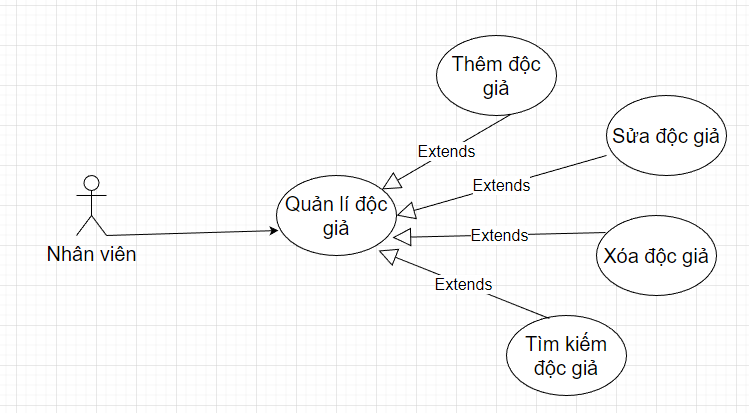 Thêm độc
giả
Extends
Sửa độc giả
Extends
Quản lí độc
giả
Nhân viên
Extends
Xóa độc giả
Extends
Tìm kiếm
độc giả